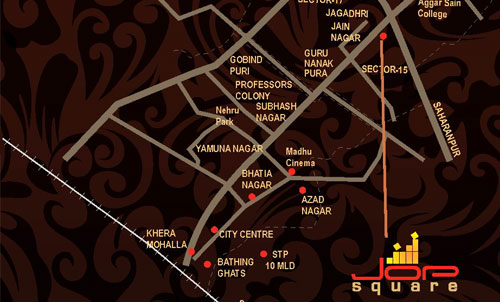 SECTOR-17
JAGADHRI
Aggar Sain
College
JAIN
NAGAR
GOBIND
PURI
GURU
NANAK
PURA
SECTOR-15
PROFESSORS
COLONY
Nehru
Park
SUBHASH
NAGAR
SAHARANPUR
YAMUNA NAGAR
Madhu
Cinema
BHATIA
NAGAR
AZAD
NAGAR
KHERA
MOHALLA
CITY CENTRE
BATHING
GHATS
STP
10 MLD
JOP
square